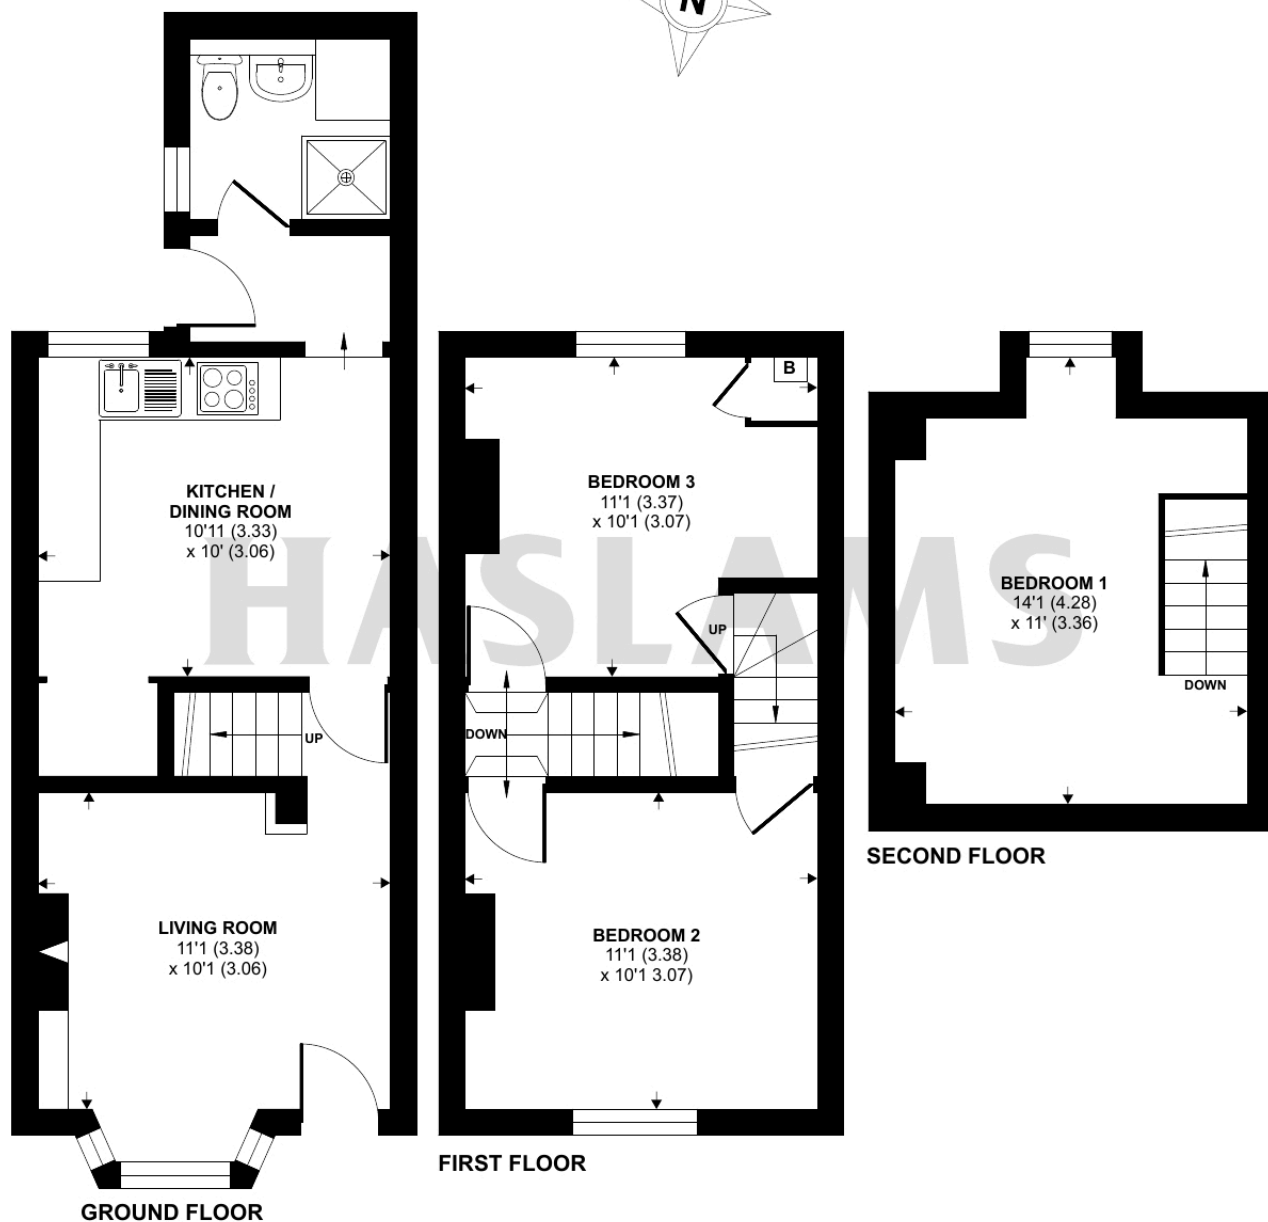 N
KITCHEN /
DINING ROOM
10'11 (3.33)
x 10' (3.06)
UP
LIVING ROOM
11'1 (3.38)
x 10'1 (3.06)
GROUND FLOOR
B
BEDROOM 3
11'1 (3.37)
x 10'1 (3.07)
UP
DOWN
BEDROOM 2
11'1 (3.38)
x 10'1 3.07)
FIRST FLOOR
BEDROOM 1
14'1 (4.28)
x 11' (3.36)
DOWN
SECOND FLOOR
HASLAMS